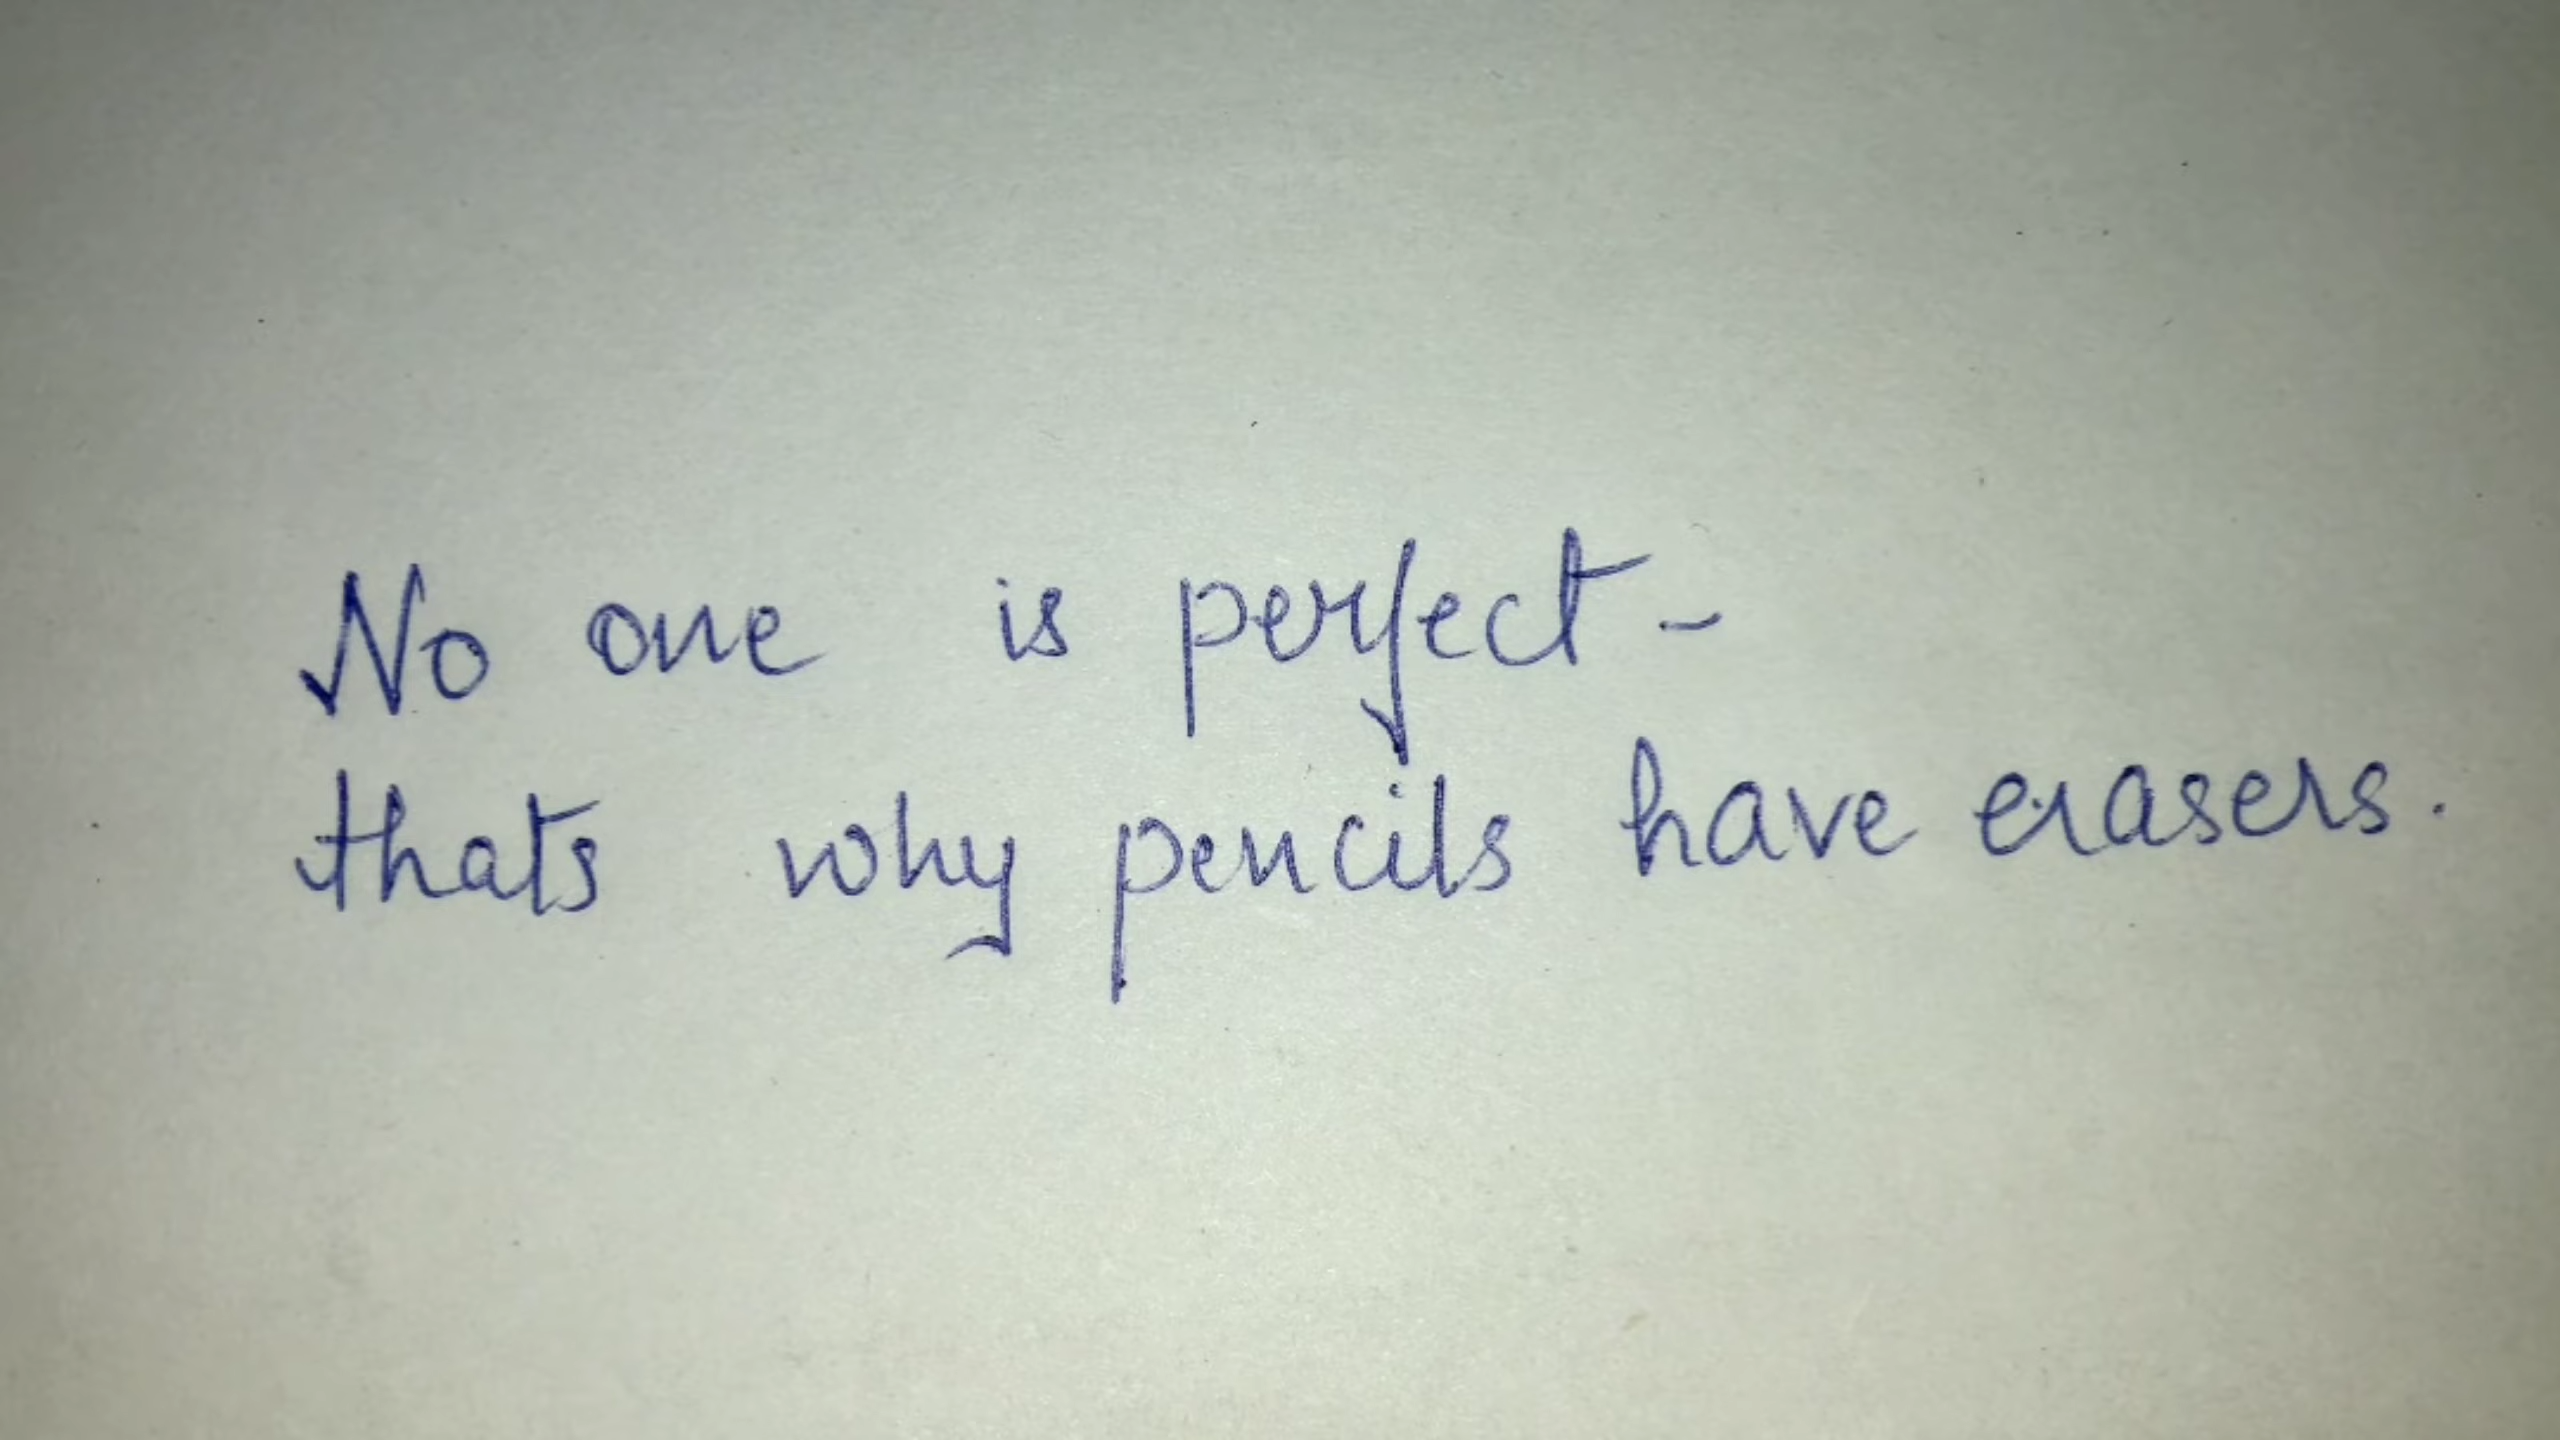 No one is perfect -
thats why pencils have erasers.